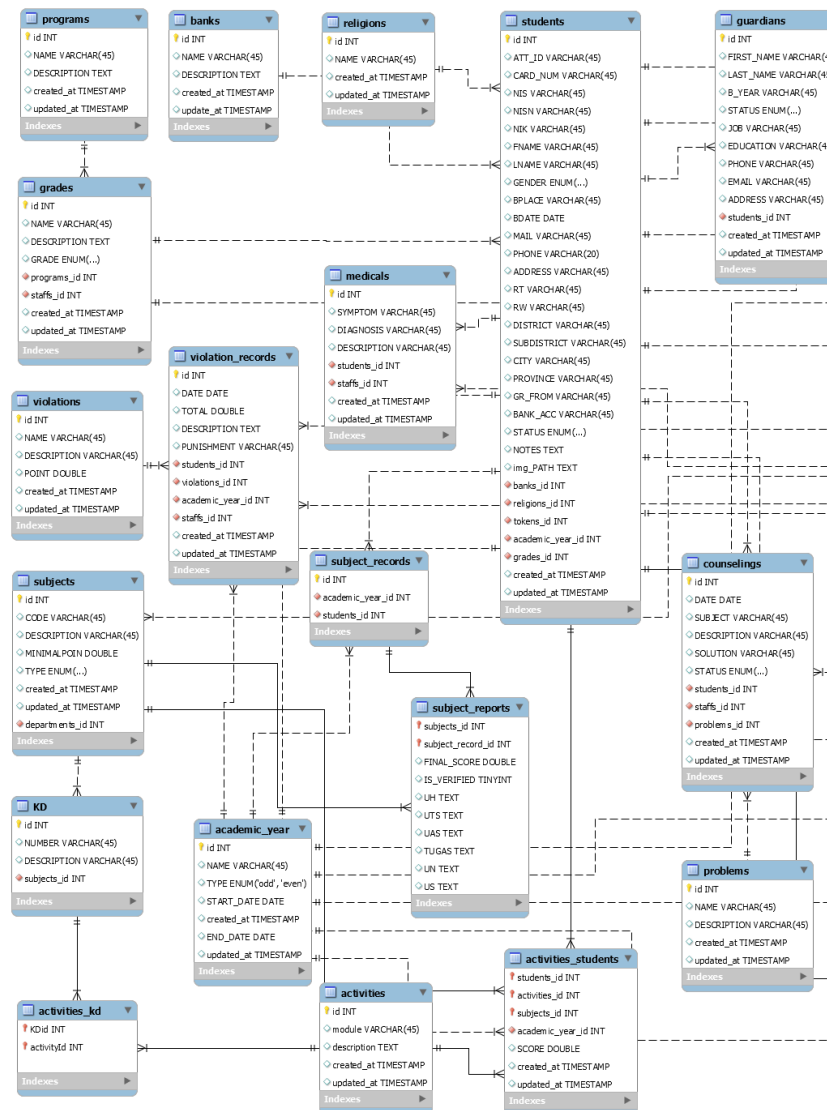 programs
id INT
NAME VARCHAR(45)
DESCRIPTION TEXT
created_at TIMESTAMP
updated_at TIMESTAMP
Indexes
banks
id INT
NAME VARCHAR(45)
DESCRIPTION TEXT
created_at TIMESTAMP
update_at TIMESTAMP
Indexes
religions
id INT
NAME VARCHAR(45)
created_at TIMESTAMP
updated_at TIMESTAMP
Indexes
students
id INT
ATT_ID VARCHAR(45)
CARD_NUM VARCHAR(45)
NIS VARCHAR(45)
NISN VARCHAR(45)
NIK VARCHAR(45)
FNAME VARCHAR(45)
LNAME VARCHAR(45)
GENDER ENUM(...)
BPLACE VARCHAR(45)
BDATE DATE
MAIL VARCHAR(45)
PHONE VARCHAR(20)
ADDRESS VARCHAR(45)
RT VARCHAR(45)
RW VARCHAR(45)
DISTRICT VARCHAR(45)
SUBDISTRICT VARCHAR(45)
CITY VARCHAR(45)
PROVINCE VARCHAR(45)
GR_FROM VARCHAR(45)
BANK_ACC VARCHAR(45)
STATUS ENUM(...)
NOTES TEXT
img_PATH TEXT
banks_id INT
religions_id INT
tokens_id INT
academic_year_id INT
grades_id INT
created_at TIMESTAMP
updated_at TIMESTAMP
Indexes
guardians
id INT
FIRST_NAME VARCHAR(4
LAST_NAME VARCHAR(45
B_YEAR VARCHAR(45)
STATUS ENUM(...)
JOB VARCHAR(45)
EDUCATION VARCHAR(45
PHONE VARCHAR(45)
EMAIL VARCHAR(45)
ADDRESS VARCHAR(45)
students_id INT
created_at TIMESTAMP
updated_at TIMESTAMP
Indexes
grades
id INT
NAME VARCHAR(45)
DESCRIPTION TEXT
GRADE ENUM(...)
programs_id INT
staffs_id INT
created_at TIMESTAMP
updated_at TIMESTAMP
Indexes
medicals
id INT
SYMPTOM VARCHAR(45)
DIAGNOSIS VARCHAR(45)
DESCRIPTION VARCHAR(45)
students_id INT
staffs_id INT
created_at TIMESTAMP
updated_at TIMESTAMP
Indexes
violation_records
id INT
DATE DATE
TOTAL DOUBLE
DESCRIPTION TEXT
PUNISHMENT VARCHAR(45)
students_id INT
violations_id INT
academic_year_id INT
staffs_id INT
created_at TIMESTAMP
updated_at TIMESTAMP
Indexes
violations
id INT
NAME VARCHAR(45)
DESCRIPTION VARCHAR(45)
POINT DOUBLE
created_at TIMESTAMP
updated_at TIMESTAMP
Indexes
subject_records
id INT
academic_year_id INT
students_id INT
Indexes
counselings
id INT
DATE DATE
SUBJECT VARCHAR(45)
DESCRIPTION VARCHAR(45)
SOLUTION VARCHAR(45)
STATUS ENUM(...)
students_id INT
staffs_id INT
problems_id INT
created_at TIMESTAMP
updated_at TIMESTAMP
Indexes
subjects
id INT
CODE VARCHAR(45)
DESCRIPTION VARCHAR(45)
MINIMALPOIN DOUBLE
TYPE ENUM(...)
created_at TIMESTAMP
updated_at TIMESTAMP
departments_id INT
Indexes
subject_reports
subjects_id INT
subject_record_id INT
FINAL_SCORE DOUBLE
IS_VERIFIED TINYINT
UH TEXT
UTS TEXT
UAS TEXT
TUGAS TEXT
UN TEXT
US TEXT
Indexes
KD
id INT
NUMBER VARCHAR(45)
DESCRIPTION VARCHAR(45)
subjects_id INT
Indexes
academic_year
id INT
NAME VARCHAR(45)
TYPE ENUM('odd','even')
START_DATE DATE
created_at TIMESTAMP
END_DATE DATE
updated_at TIMESTAMP
Indexes
problems
id INT
NAME VARCHAR(45)
DESCRIPTION VARCHAR(45)
created_at TIMESTAMP
updated_at TIMESTAMP
Indexes
activities_kd
KDid INT
activityId INT
Indexes
activities
id INT
module VARCHAR(45)
description TEXT
created_at TIMESTAMP
updated_at TIMESTAMP
Indexes
activities_students
students_id INT
activities_id INT
subjects_id INT
academic_year_id INT
SCORE DOUBLE
created_at TIMESTAMP
updated_at TIMESTAMP
Indexes